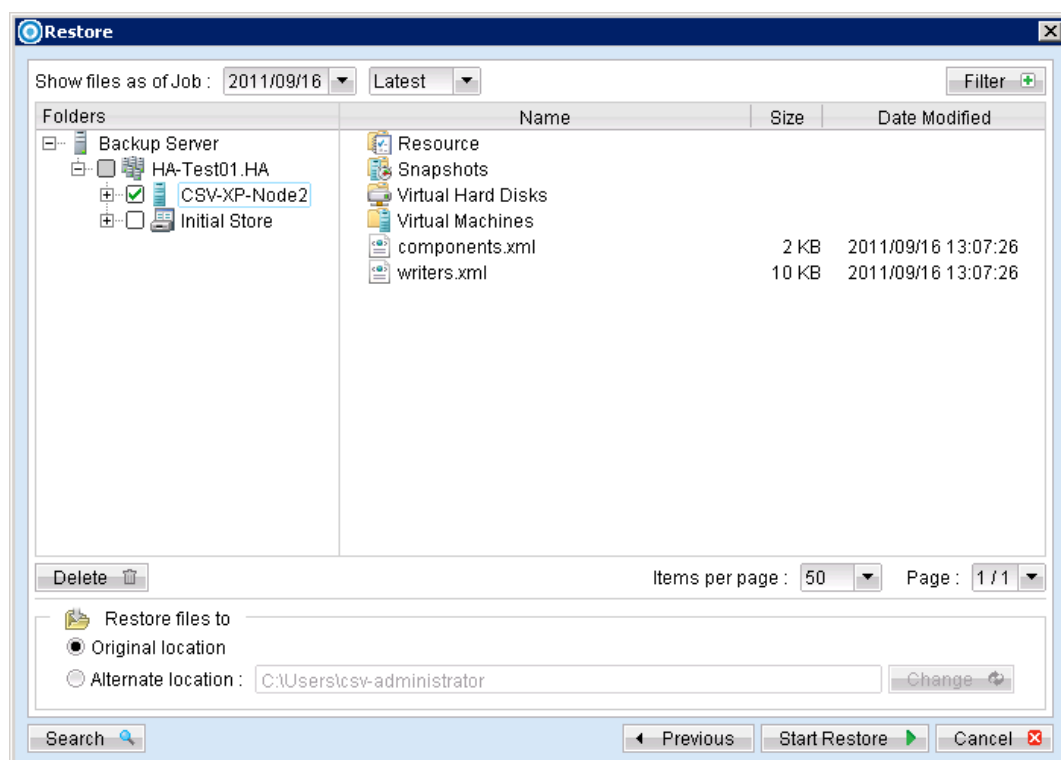 Restore
Show files as of Job : 2011/09/16 Latest Filter
Folders Name Size Date Modified
Backup Server Resource
HA-Test01.HA Snapshots
CSV-XP-Node2 Virtual Hard Disks
Initial Store Virtual Machines
components.xml 2 KB 2011/09/16 13:07:26
writers.xml 10 KB 2011/09/16 13:07:26
Delete Items per page : 50 Page : 1 / 1
Restore files to
Original location
Alternate location : C:\Users\csv-administrator Change
Search Previous Start Restore Cancel